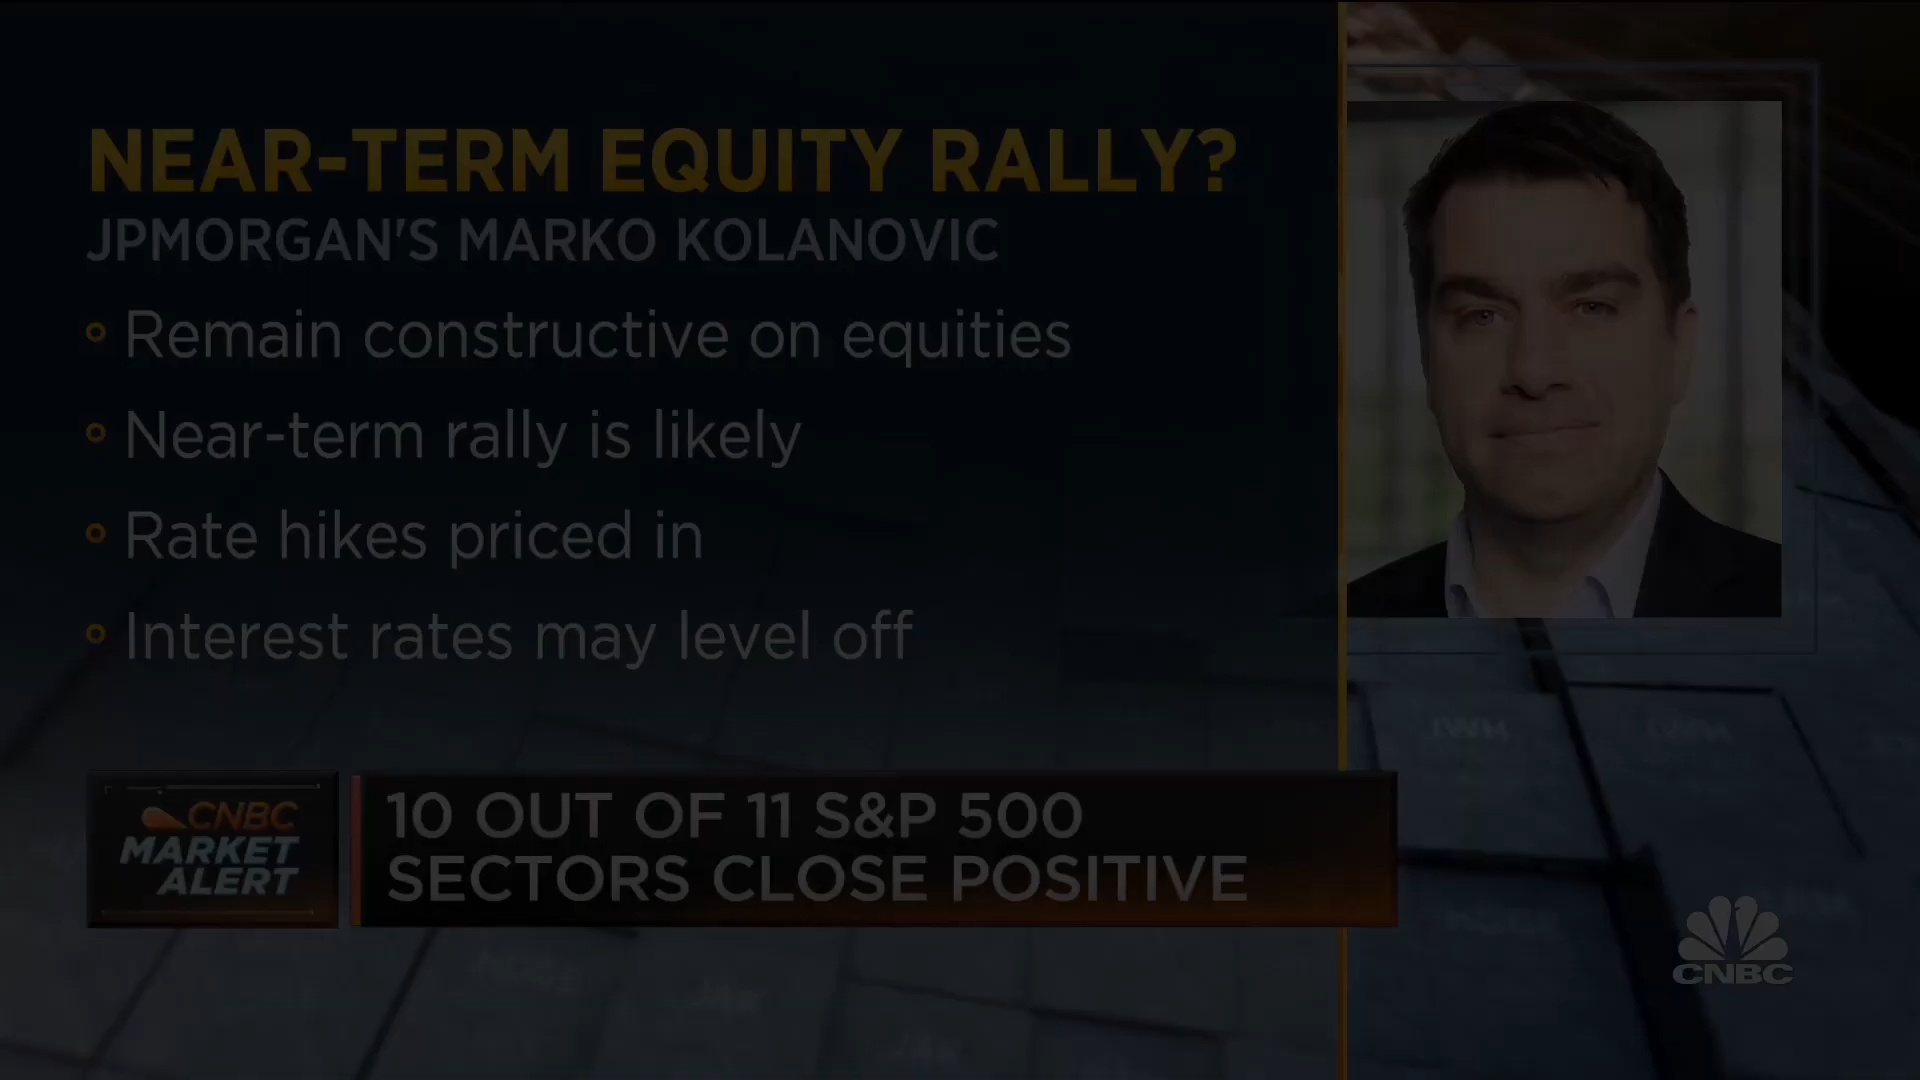 NEAR-TERM EQUITY RALLY?
JPMORGAN'S MARKO KOLANOVIC
Remain constructive on equities
Near-term rally is likely
Rate hikes priced in
Interest rates may level off
CNBC
MARKET
ALERT
10 OUT OF 11 S&P 500
SECTORS CLOSE POSITIVE
CNBC